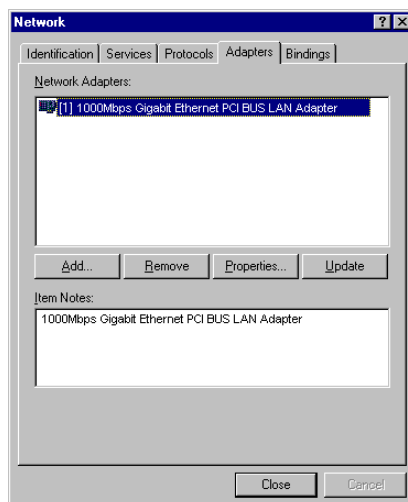 Network
Identification Services Protocols Adapters Bindings
Network Adapters:
[1] 1000Mbps Gigabit Ethernet PCI BUS LAN Adapter
Add... Remove Properties... Update
Item Notes:
1000Mbps Gigabit Ethernet PCI BUS LAN Adapter
Close Cancel